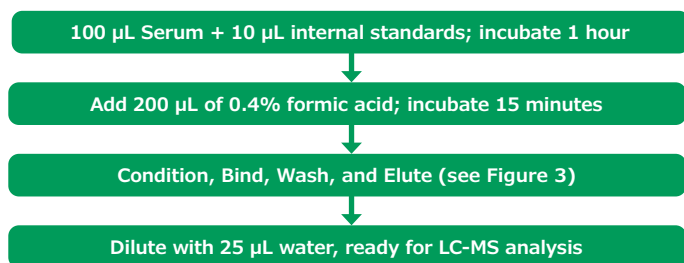 100 µL Serum + 10 µL internal standards; incubate 1 hour
Add 200 µL of 0.4% formic acid; incubate 15 minutes
Condition, Bind, Wash, and Elute (see Figure 3)
Dilute with 25 µL water, ready for LC-MS analysis